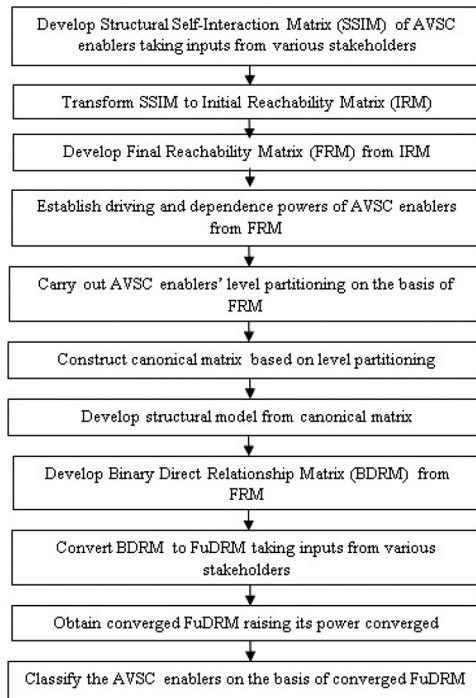 Develop Structural Self-Interaction Matrix (SSIM) of AVSC
enablers taking inputs from various stakeholders
Transform SSIM to Initial Reachability Matrix (IRM)
Develop Final Reachability Matrix (FRM) from IRM
Establish driving and dependence powers of AVSC enablers
from FRM
Carry out AVSC enablers' level partitioning on the basis of
FRM
Construct canonical matrix based on level partitioning
Develop structural model from canonical matrix
Develop Binary Direct Relationship Matrix (BDRM) from
FRM
Convert BDRM to FuDRM taking inputs from various
stakeholders
Obtain converged FuDRM raising its power converged
Classify the AVSC enablers on the basis of converged FuDRM